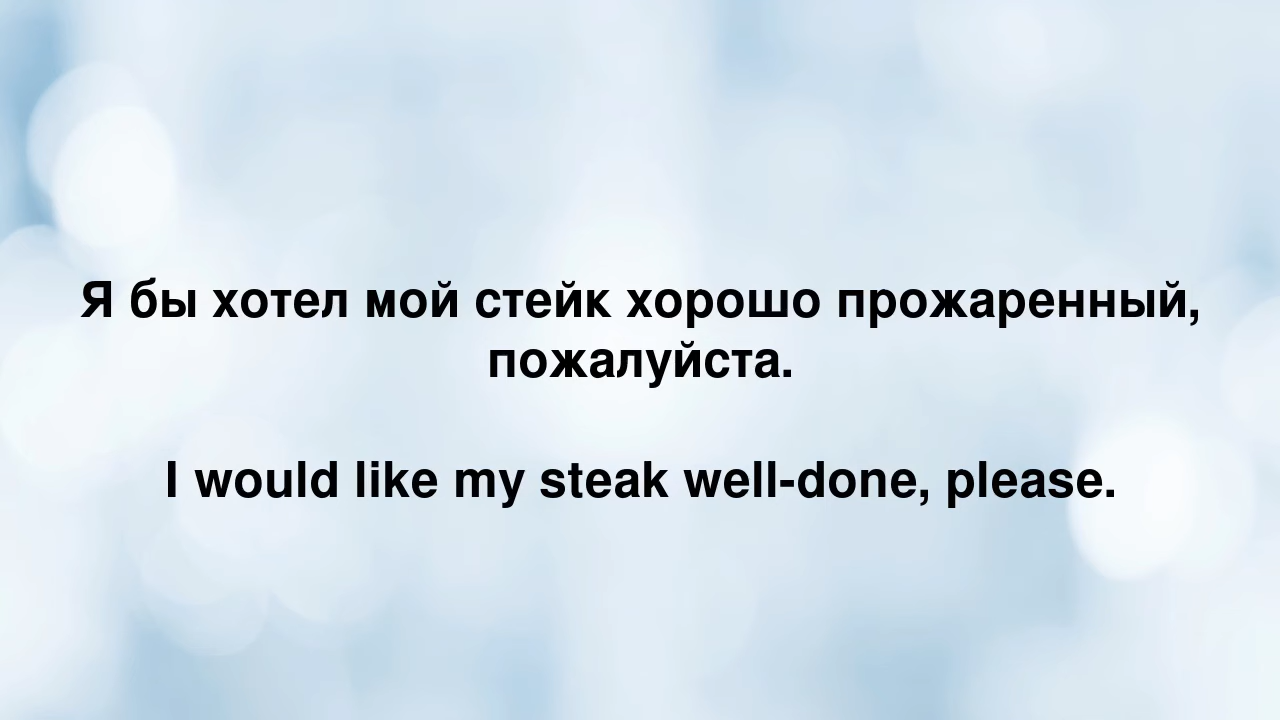 Я бы хотел мой стейк хорошо прожаренный,
пожалуйста.
I would like my steak well-done, please.